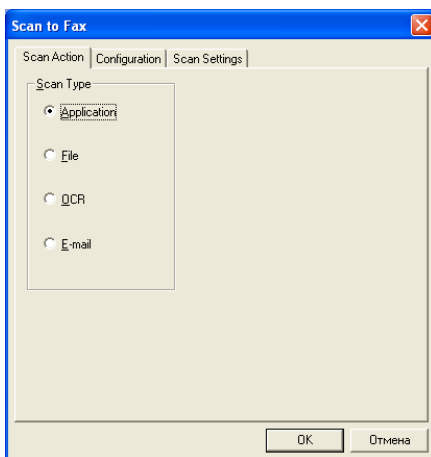 Scan to Fax
Scan Action Configuration Scan Settings
Scan Type
Application
File
OCR
E-mail
OK Отмена